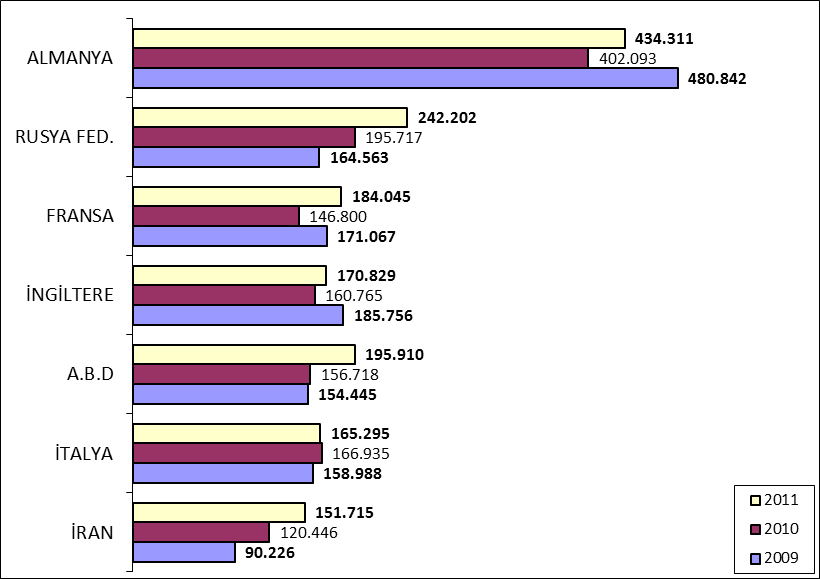 434.311
ALMANYA 402.093
480.842
242.202
RUSYA FED. 195.717
164.563
184.045
FRANSA 146.800
171.067
170.829
İNGİLTERE 160.765
185.756
195.910
A.B.D 156.718
154.445
165.295
İTALYA 166.935
158.988
151.715
İRAN 120.446
90.226
2011
2010
2009